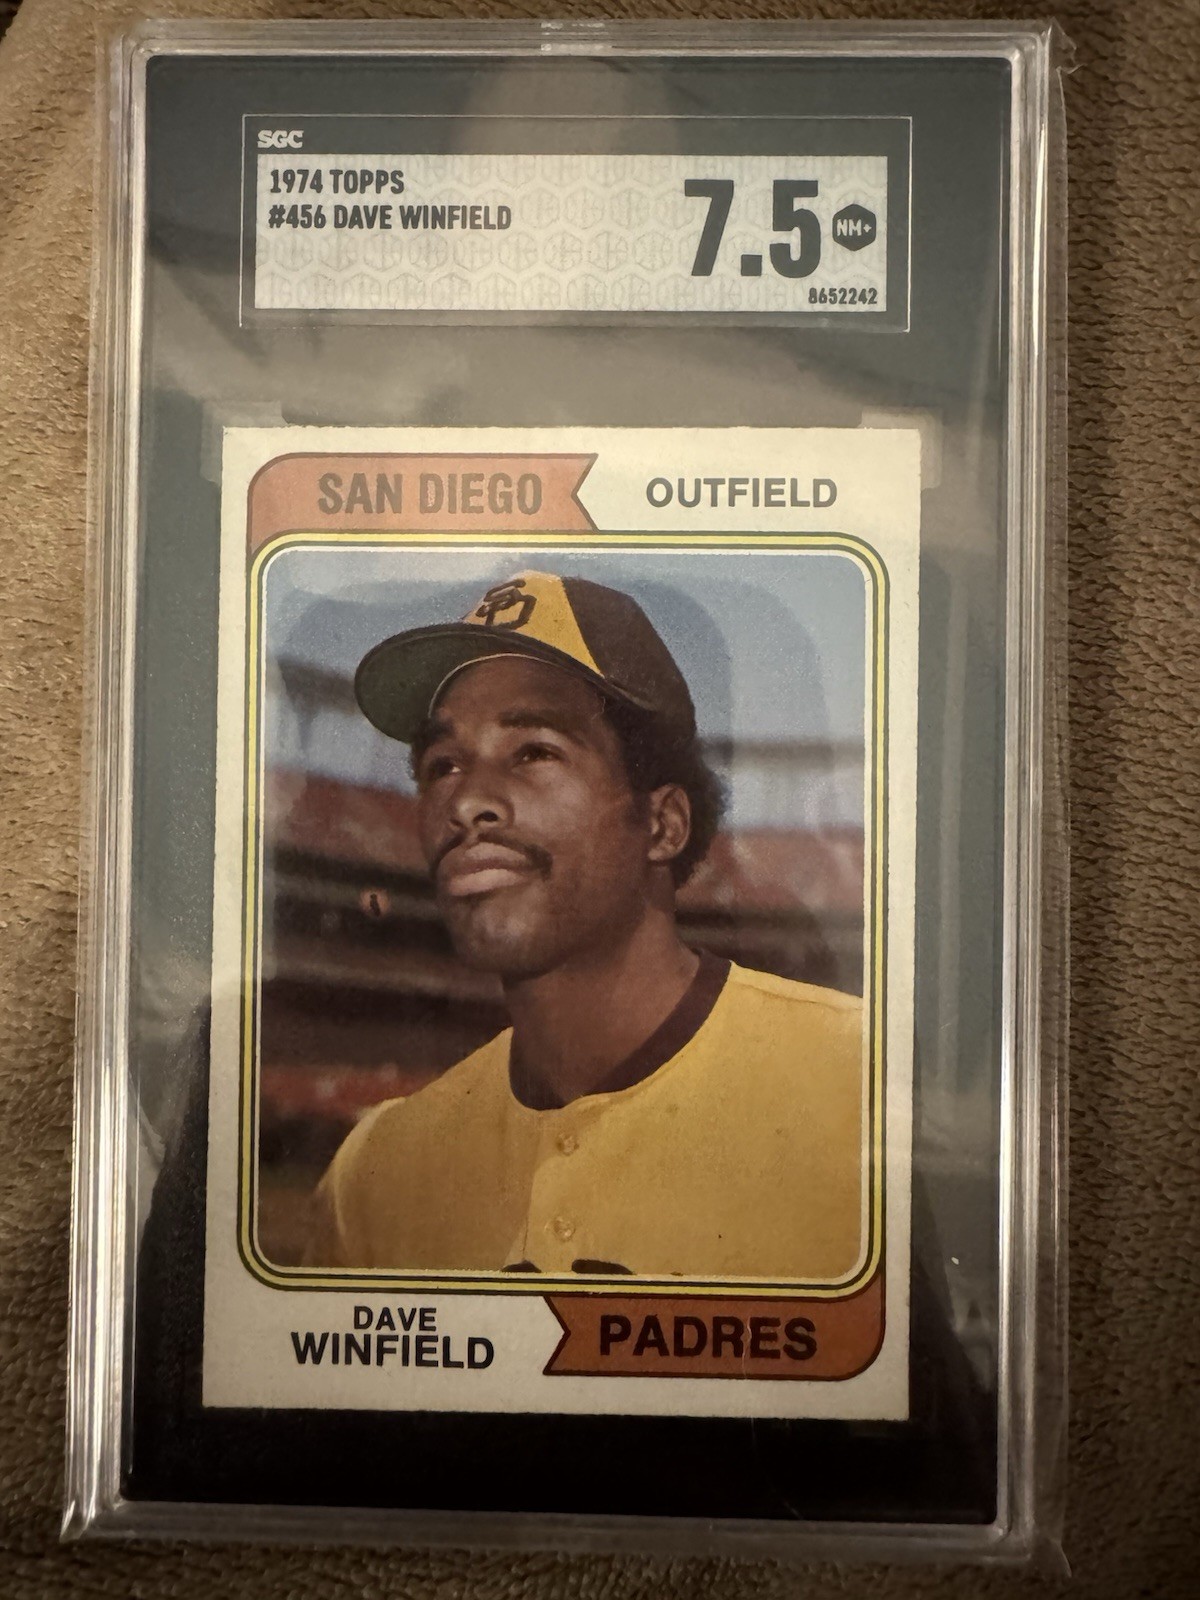 SGC
1974 TOPPS
#456 DAVE WINFIELD
7.5 NM+
8652242
SAN DIEGO OUTFIELD
SD
DAVE
WINFIELD
PADRES